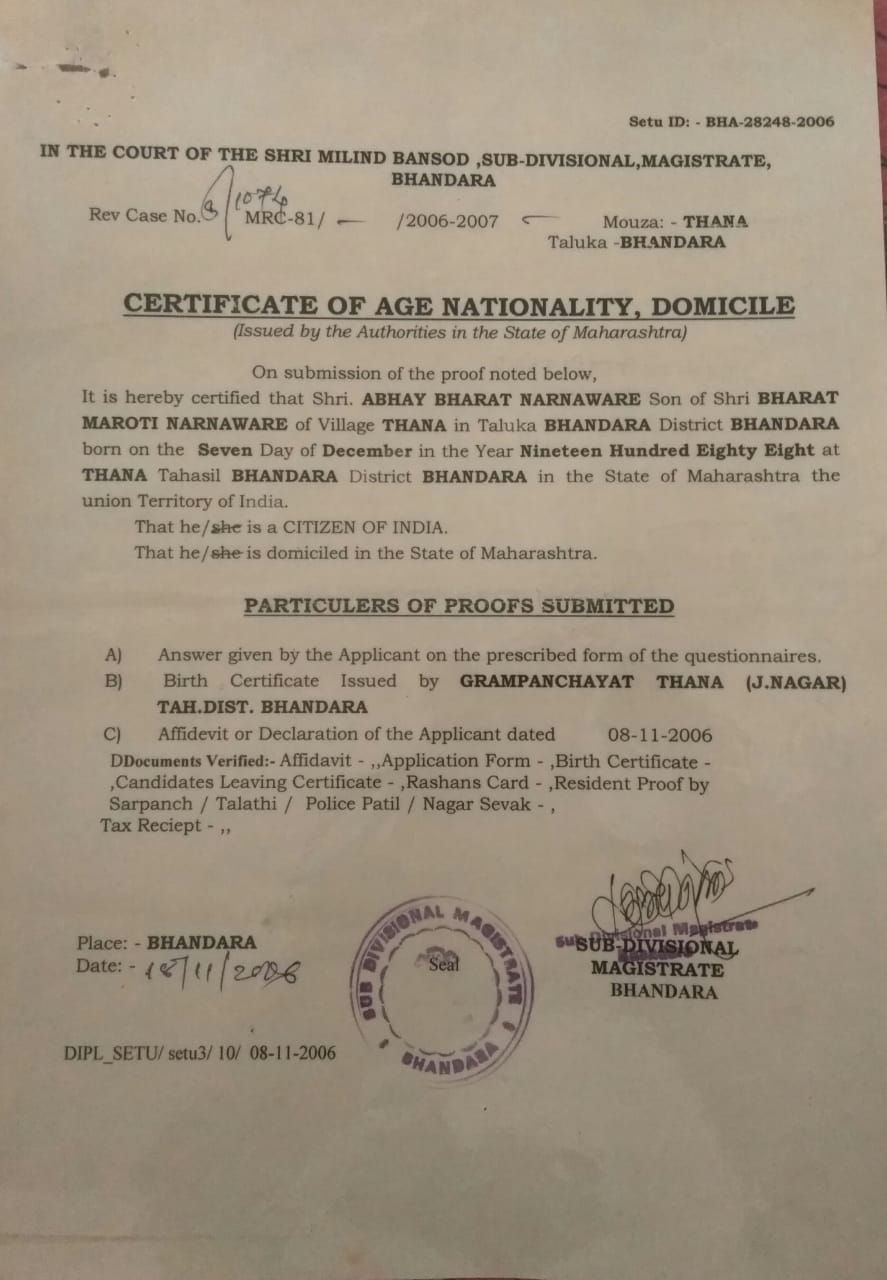 Setu ID: - BHA-28248-2006
IN THE COURT OF THE SHRI MILIND BANSOD ,SUB-DIVISIONAL,MAGISTRATE,
BHANDARA
Rev Case No. 1074 MRC-81/ — /2006-2007 Mouza: - THANA
Taluka -BHANDARA
CERTIFICATE OF AGE NATIONALITY, DOMICILE
(Issued by the Authorities in the State of Maharashtra)
On submission of the proof noted below,
It is hereby certified that Shri. ABHAY BHARAT NARNAWARE Son of Shri BHARAT
MAROTI NARNAWARE of Village THANA in Taluka BHANDARA District BHANDARA
born on the Seven Day of December in the Year Nineteen Hundred Eighty Eight at
THANA Tahasil BHANDARA District BHANDARA in the State of Maharashtra the
union Territory of India.
That he/she is a CITIZEN OF INDIA.
That he/she is domiciled in the State of Maharashtra.
PARTICULERS OF PROOFS SUBMITTED
A) Answer given by the Applicant on the prescribed form of the questionnaires.
B) Birth Certificate Issued by GRAMPANCHAYAT THANA (J.NAGAR)
TAH.DIST. BHANDARA
C) Affidevit or Declaration of the Applicant dated 08-11-2006
DDocuments Verified:- Affidavit - ,,Application Form - ,Birth Certificate -
,Candidates Leaving Certificate - ,Rashans Card - ,Resident Proof by
Sarpanch / Talathi / Police Patil / Nagar Sevak - ,
Tax Reciept - ,,
Place: - BHANDARA
Date: - 18/11/2006
SUB DIVISIONAL MAGISTRATE
Seal
BHANDARA
Sub Divisional Magistrate
SUB-DIVISIONAL
MAGISTRATE
BHANDARA
DIPL_SETU/ setu3/ 10/ 08-11-2006